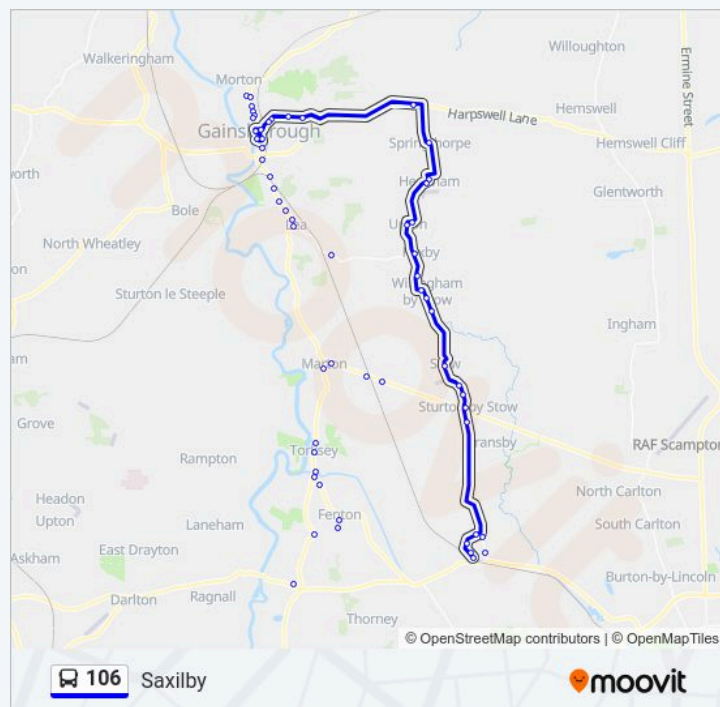 Willoughton
Walkeringham
Ermine Street
Morton
Harpswell Lane
Hemswell
Gainsborough
Springthorpe
Hemswell Cliff
Heapham
Glenworth
Bole
Upton
Lea
North Wheatley
Kexby
Sturton le Steeple
Willingham
by Stow
Ingham
Marton
Stow
Sturton by Stow
Grove
Bransby
RAF Scampton
Torksey
Rampton
North Carlton
Headon
Upton
Fenton
Laneham
South Carlton
East Drayton
Askham
Burton-by-Lincoln
Ragnall
Darlton
Thorney
© OpenStreetMap contributors | © OpenMapTiles
106 Saxilby
moovit